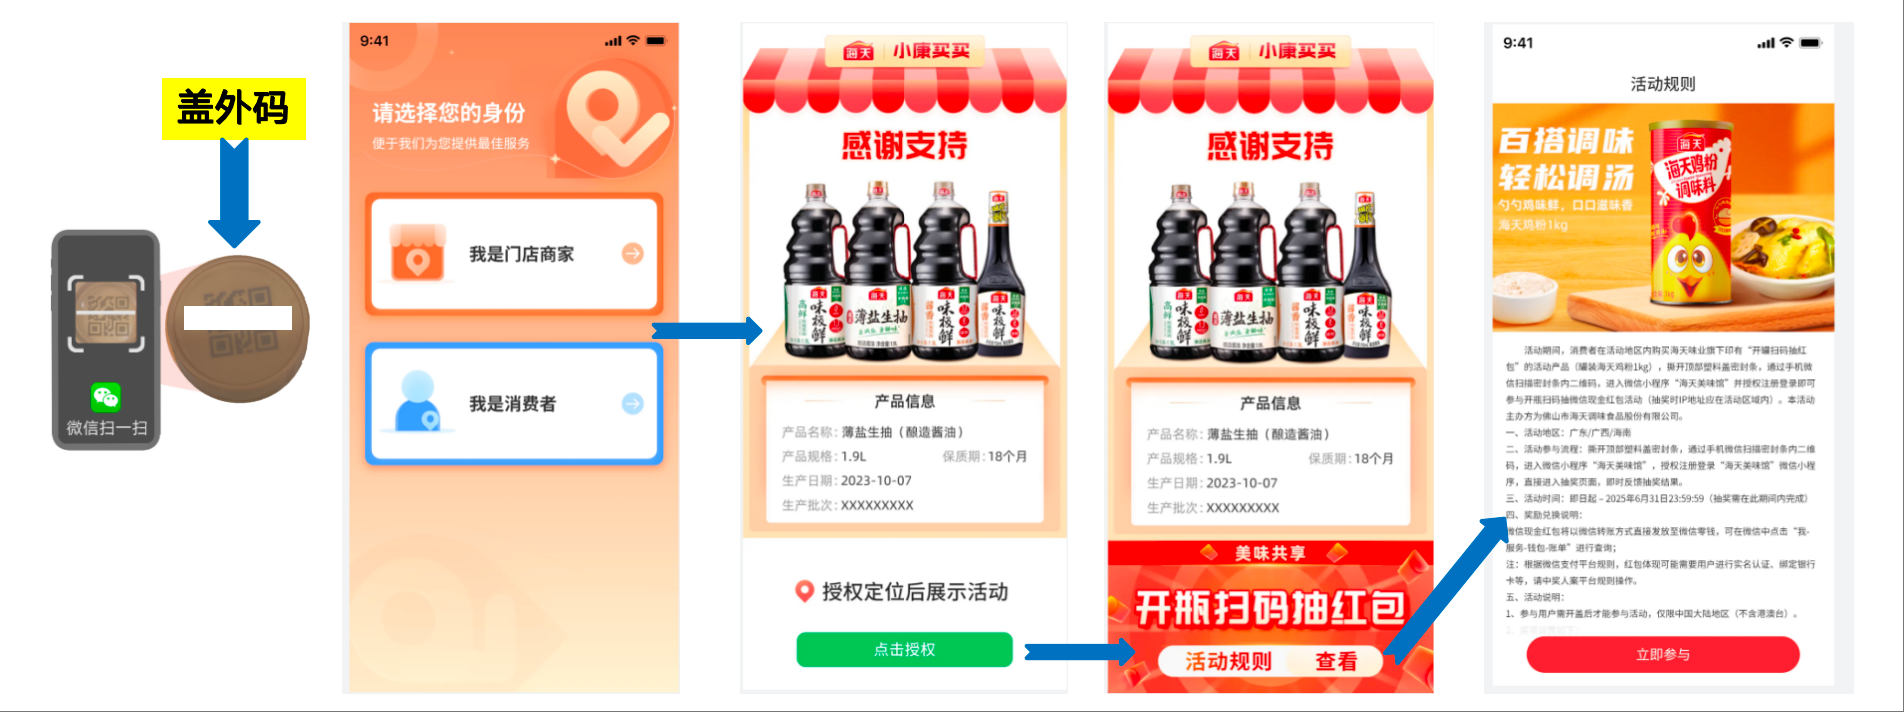 盖外码
微信扫一扫
9:41
请选择您的身份
便于我们为您提供最佳服务
我是门店商家
我是消费者
海天 小康买买
感谢支持
产品信息
产品名称：薄盐生抽（酿造酱油）
产品规格：1.9L 保质期：18个月
生产日期：2023-10-07
生产批次：XXXXXXXXX
授权定位后展示活动
点击授权
海天 小康买买
感谢支持
产品信息
产品名称：薄盐生抽（酿造酱油）
产品规格：1.9L 保质期：18个月
生产日期：2023-10-07
生产批次：XXXXXXXXX
美味共享
开瓶扫码抽红包
活动规则 查看
9:41
活动规则
百搭调味
轻松调汤
勺勺鸡味鲜，口口滋味香
海天鸡粉1kg
海天
海天鸡粉
调味料
活动期间，消费者在活动地区内购买海天味业旗下印有“开罐扫码抽红
包”的活动产品（罐装海天鸡粉1kg），撕开顶部塑料盖密封条，通过手机微
信扫描密封条内二维码，进入微信小程序“海天美味馆”并授权注册登录即可
参与开瓶扫码抽微信现金红包活动（抽奖时IP地址应在活动区域内）。本活动
主办方为佛山市海天调味食品股份有限公司。
一、活动地区：广东/广西/海南
二、活动参与流程：撕开顶部塑料盖密封条，通过手机微信扫描密封条内二维
码，进入微信小程序“海天美味馆”，授权注册登录“海天美味馆”微信小程
序，直接进入抽奖页面，即时反馈抽奖结果。
三、活动时间：即日起－2025年6月31日23:59:59（抽奖需在此期间内完成）
四、奖励兑换说明：
微信现金红包将以微信转账方式直接发放至微信零钱，可在微信中点击“我-
服务-钱包-账单”进行查询；
注：根据微信支付平台规则，红包体现可能需要用户进行实名认证、绑定银行
卡等，请中奖人案平台规则操作。
五、活动说明：
1、参与用户需开盖后才能参与活动，仅限中国大陆地区（不含港澳台）。
立即参与